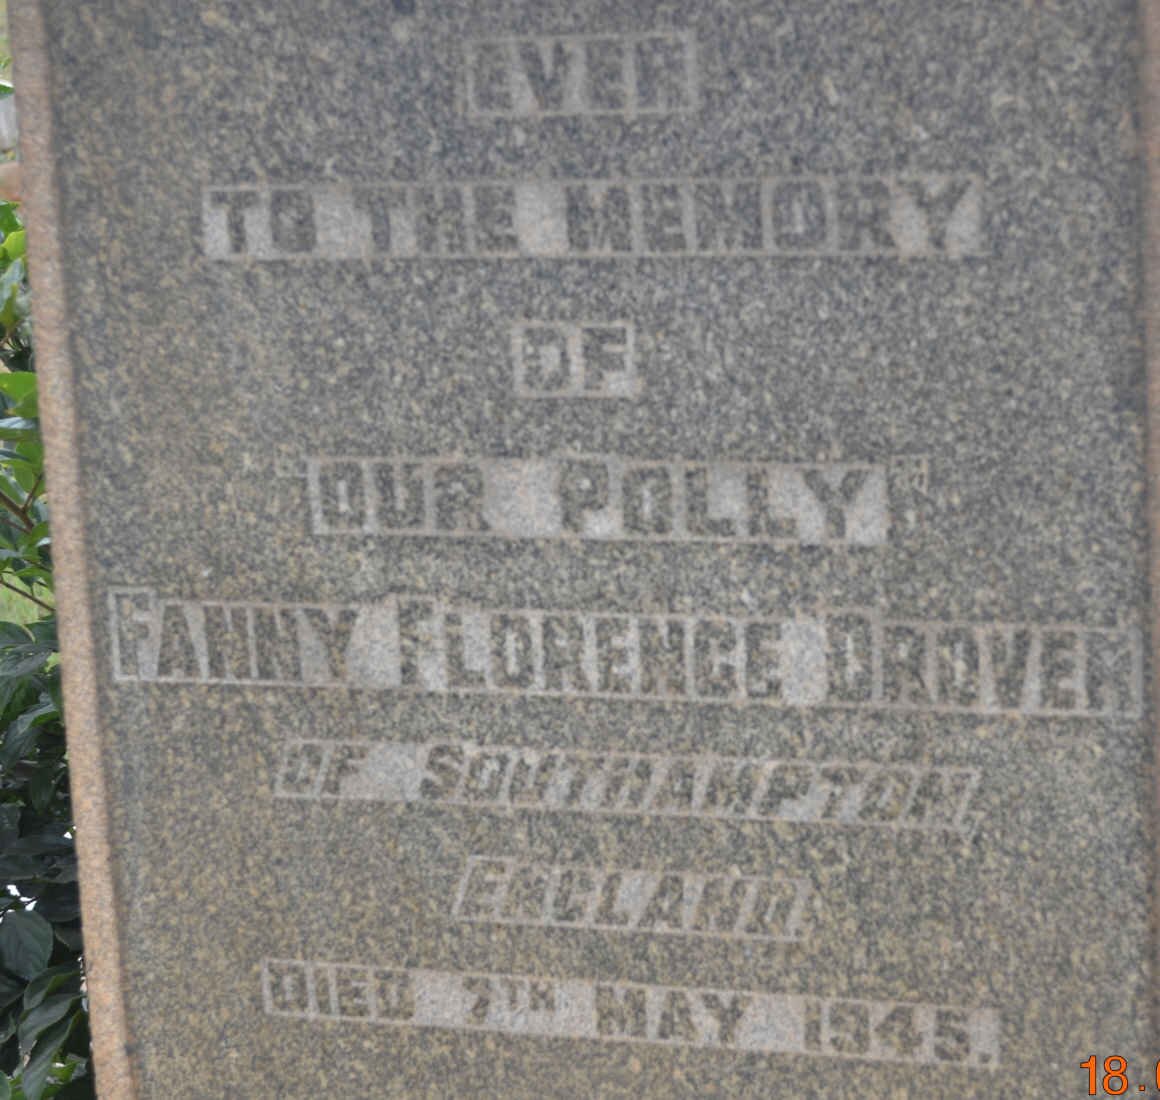 EVER
TO THE MEMORY
OF
"OUR POLLY"
FANNY FLORENCE DROVER
OF SOUTHAMPTON,
ENGLAND.
DIED 7TH MAY 1945.
18.